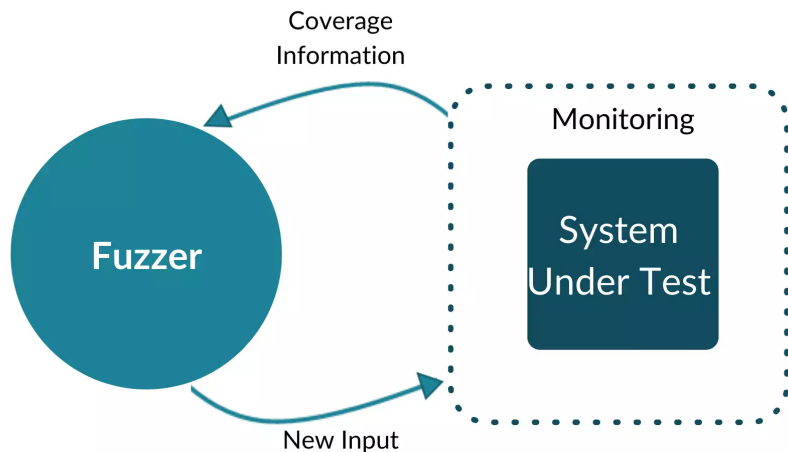 Coverage
Information
Monitoring
Fuzzer
System
Under Test
New Input